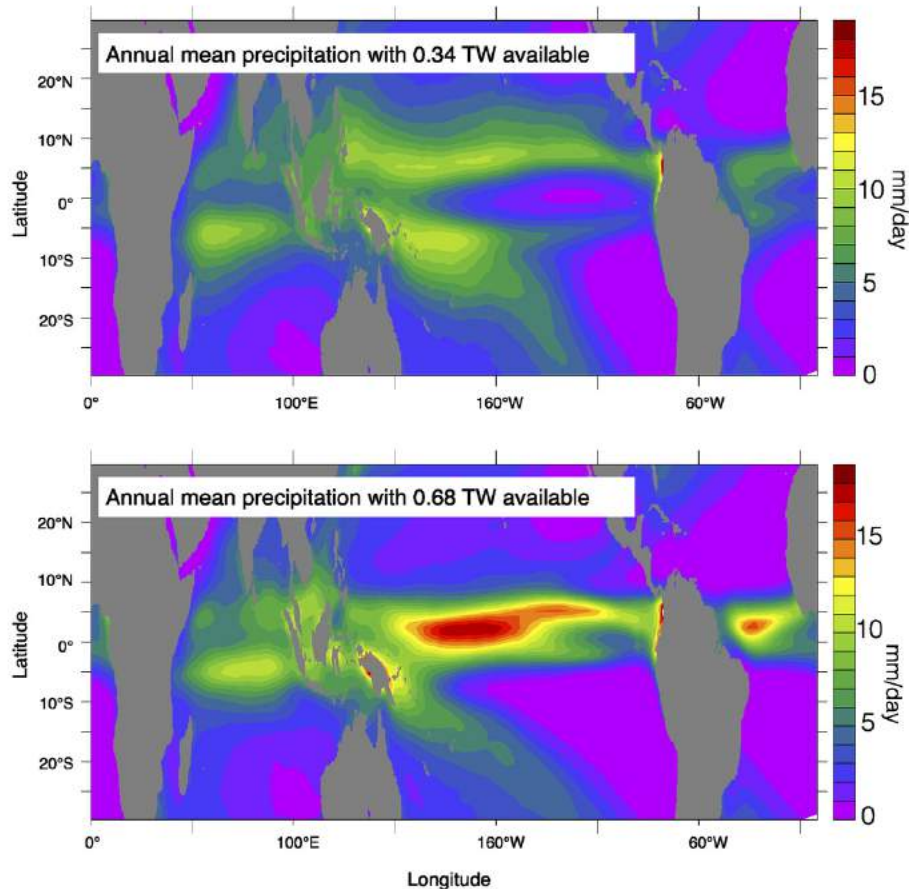 Annual mean precipitation with 0.34 TW available
20°N
10°N
0°
10°S
20°S
Latitude
0°
100°E
160°W
60°W
15
10
5
0
mm/day
Annual mean precipitation with 0.68 TW available
20°N
10°N
0°
10°S
20°S
Latitude
0°
100°E
160°W
60°W
15
10
5
0
mm/day
Longitude